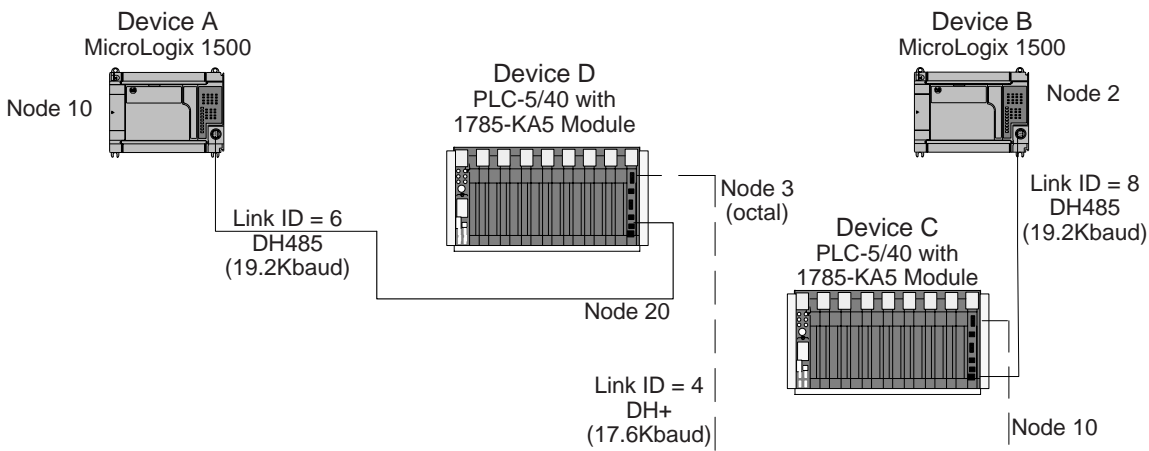 Device A
MicroLogix 1500
Node 10
Device D
PLC-5/40 with
1785-KA5 Module
Device B
MicroLogix 1500
Node 2
Link ID = 6
DH485
(19.2Kbaud)
Node 3
(octal)
Link ID = 8
DH485
(19.2Kbaud)
Device C
PLC-5/40 with
1785-KA5 Module
Node 20
Link ID = 4
DH+
(17.6Kbaud)
Node 10